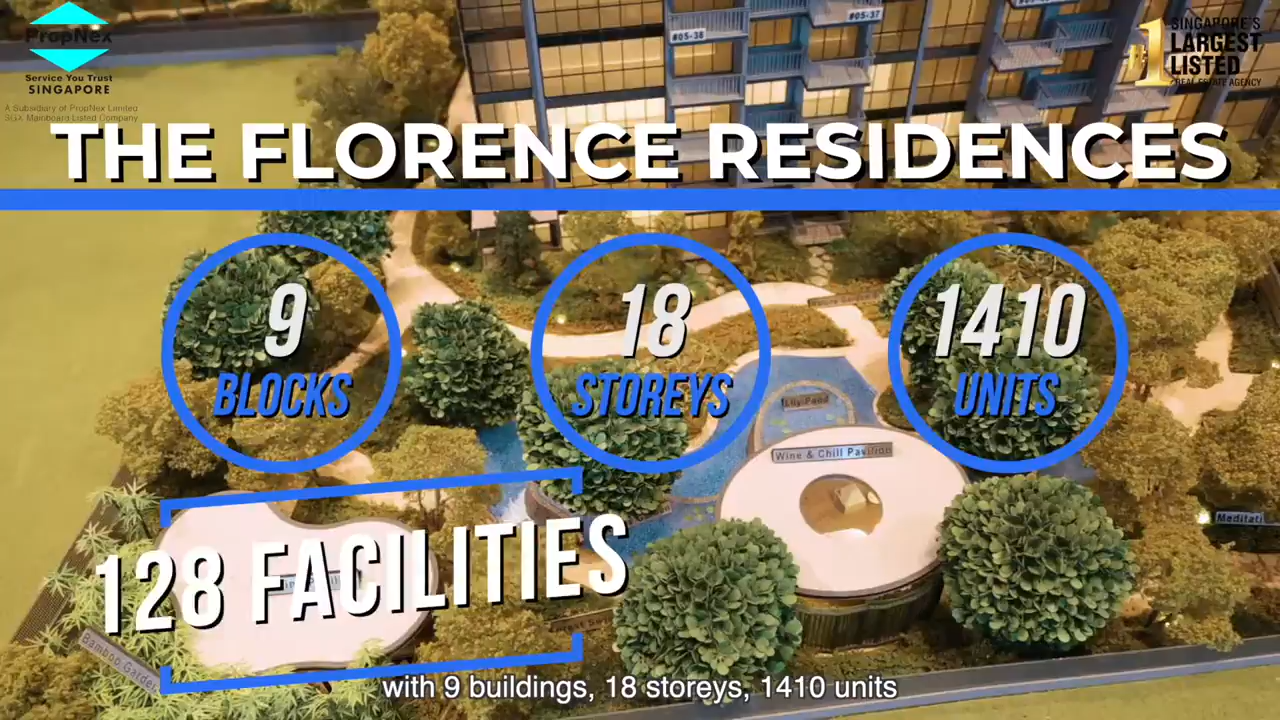 PropNex
Service You Trust
SINGAPORE
A Subsidiary of PropNex Limited
SGX Mainboard Listed Company
#05-38
#05-37
#1
SINGAPORE'S
LARGEST
LISTED
REAL ESTATE AGENCY
THE FLORENCE RESIDENCES
9
BLOCKS
18
STOREYS
1410
UNITS
Lily Pond
Wine & Chill Pavilion
128 FACILITIES
Bamboo Garden
with 9 buildings, 18 storeys, 1410 units